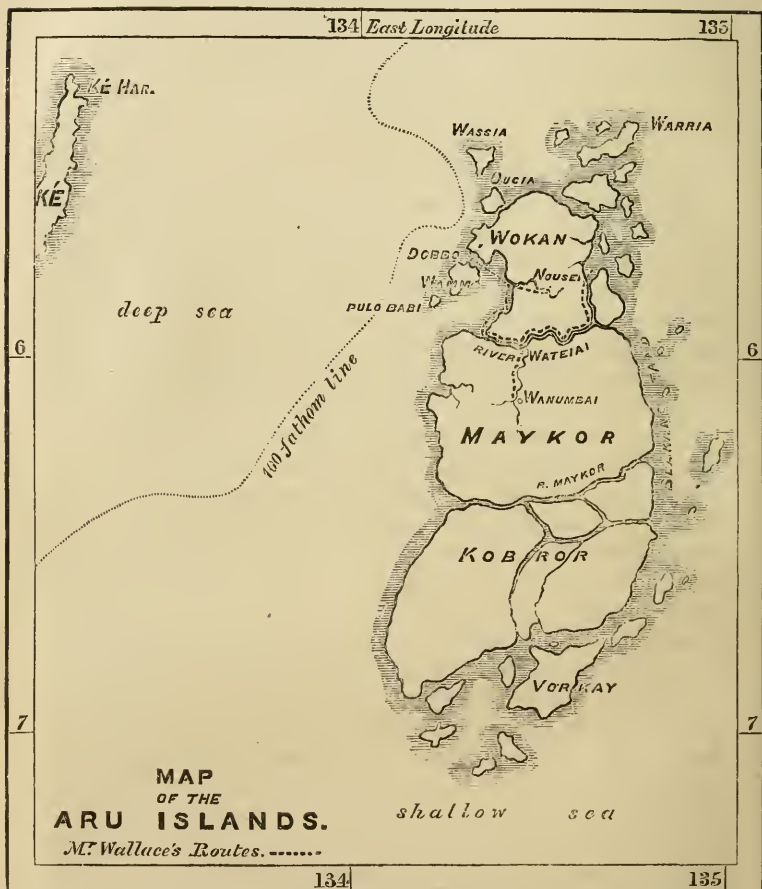 134 East Longitude 135
KÉ HAR.
KÉ
WASSIA
WARRIA
DUCIA
WOKAN
DOBBO
NOUSEI
WAMMA
PULO BABI
deep sea
6 6
RIVER WATEIAI
WANUMBAI
100 fathom line
MAYKOR
R. MAYKOR
KOBROR
VORKAY
7 7
MAP
OF THE
ARU ISLANDS.
Mr. Wallace's Routes.
shallow sea
134 135